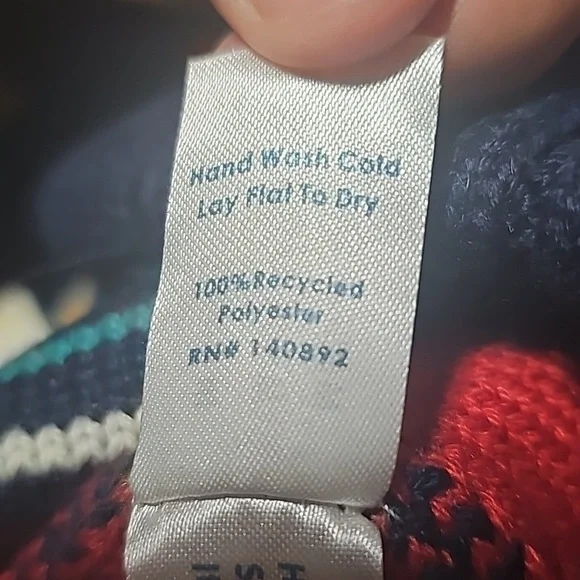 Hand Wash Cold
Lay Flat To Dry
100% Recycled
Polyester
RN# 140892